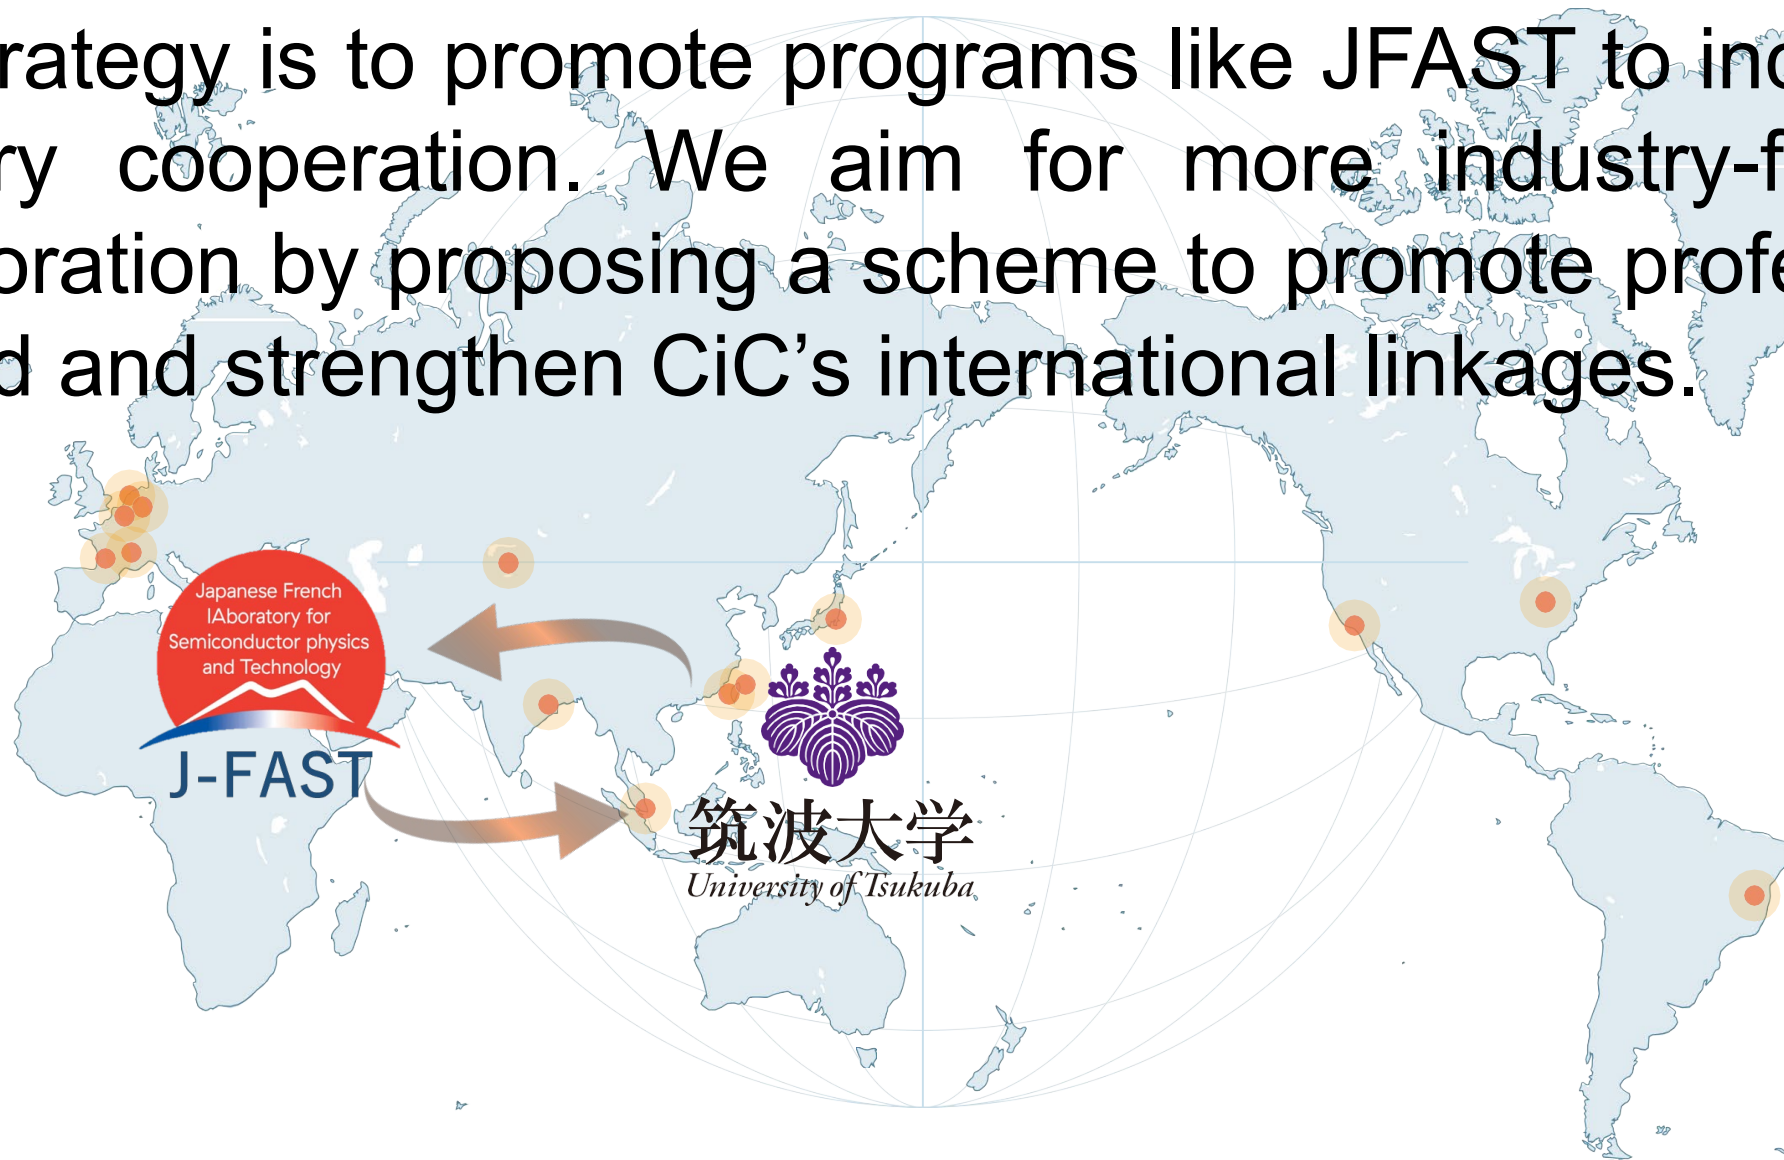 rategy is to promote programs like JFAST to inc
ry cooperation. We aim for more industry-f
oration by proposing a scheme to promote profe
d and strengthen CiC’s international linkages.
Japanese French
lAboratory for
Semiconductor physics
and Technology
J-FAST
筑波大学
University of Tsukuba